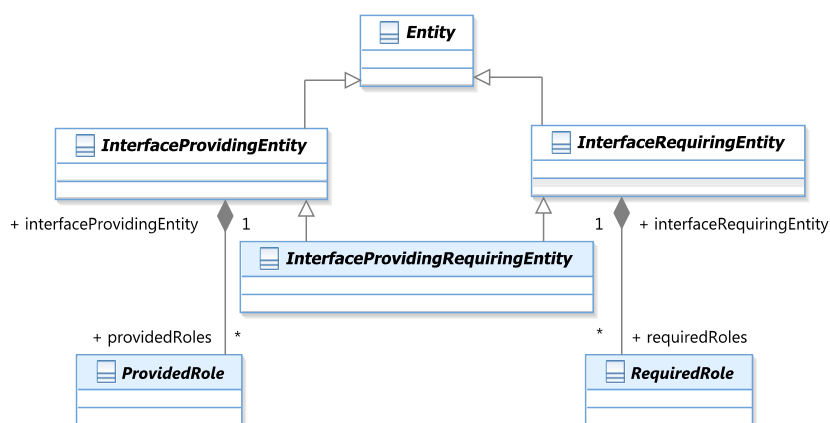 Entity
InterfaceProvidingEntity
InterfaceRequiringEntity
+ interfaceProvidingEntity
1
1
+ interfaceRequiringEntity
InterfaceProvidingRequiringEntity
+ providedRoles
*
*
+ requiredRoles
ProvidedRole
RequiredRole